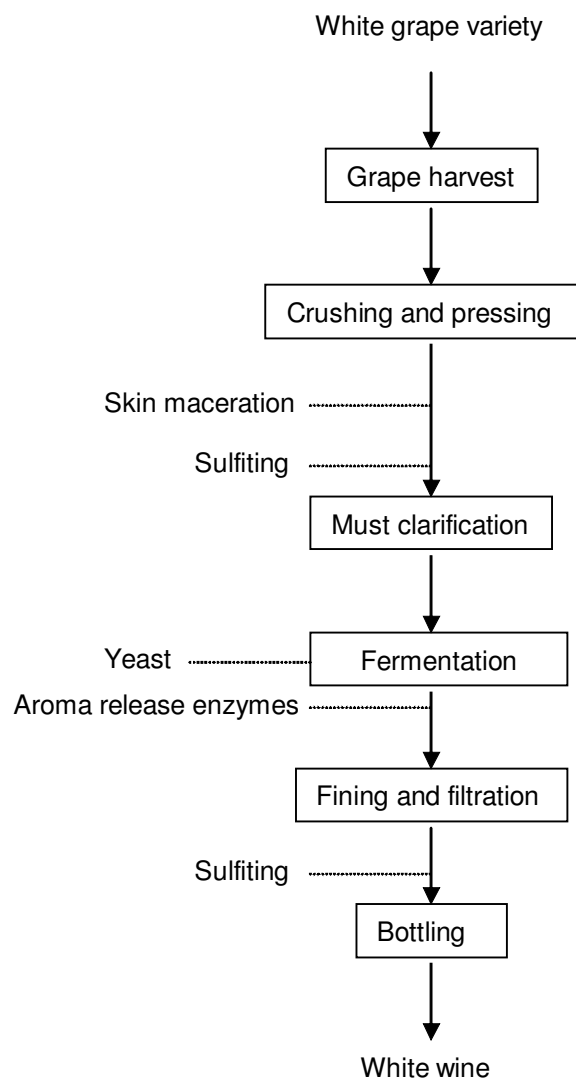 White grape variety
Grape harvest
Crushing and pressing
Skin maceration
Sulfiting
Must clarification
Yeast
Fermentation
Aroma release enzymes
Fining and filtration
Sulfiting
Bottling
White wine